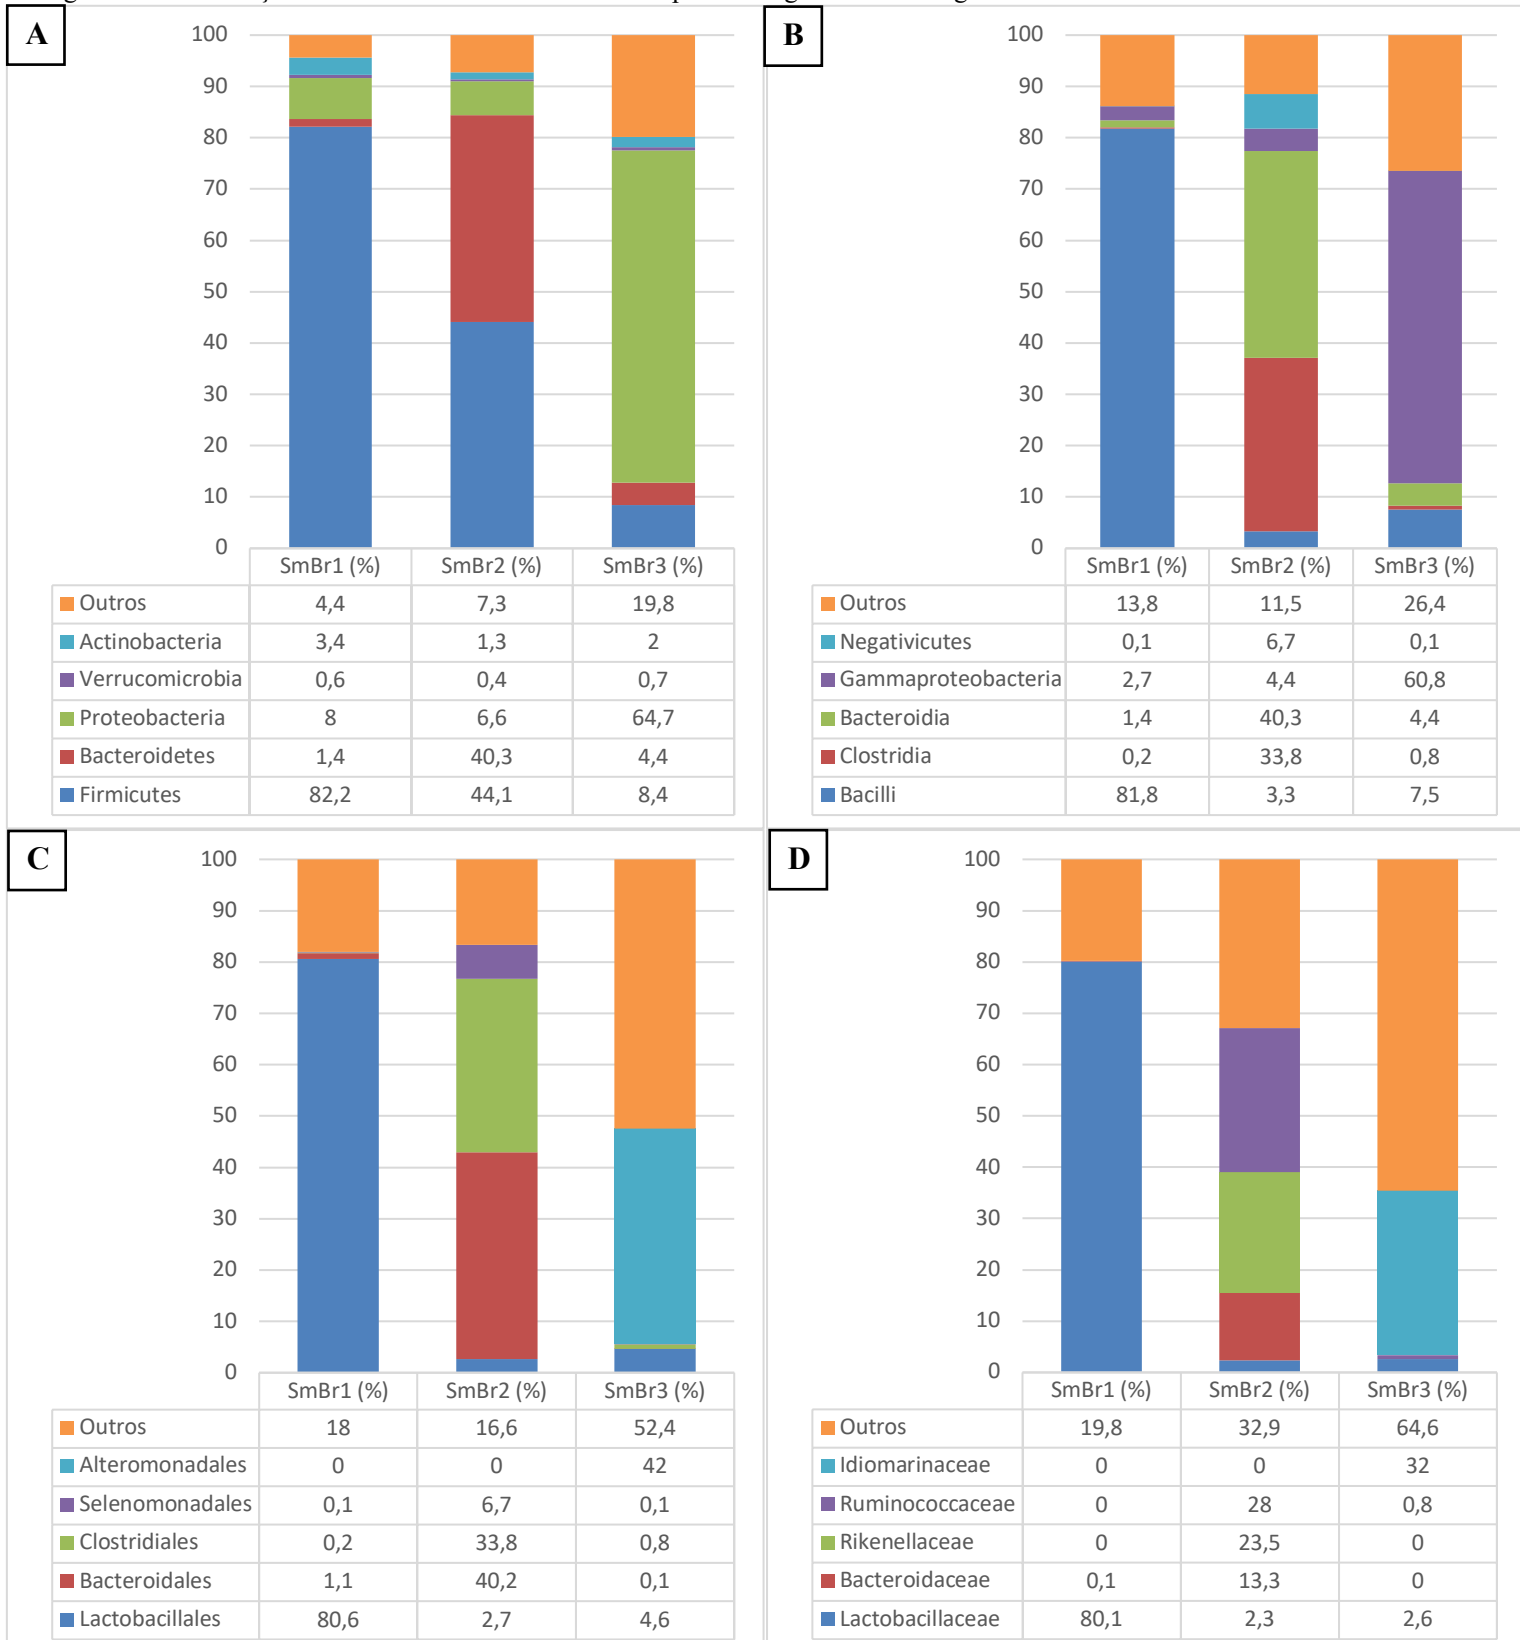 A
100
90
80
70
60
50
40
30
20
10
0
SmBr1 (%) SmBr2 (%) SmBr3 (%)
Outros 4,4 7,3 19,8
Actinobacteria 3,4 1,3 2
Verrucomicrobia 0,6 0,4 0,7
Proteobacteria 8 6,6 64,7
Bacteroidetes 1,4 40,3 4,4
Firmicutes 82,2 44,1 8,4
B
100
90
80
70
60
50
40
30
20
10
0
SmBr1 (%) SmBr2 (%) SmBr3 (%)
Outros 13,8 11,5 26,4
Negativicutes 0,1 6,7 0,1
Gammaproteobacteria 2,7 4,4 60,8
Bacteroidia 1,4 40,3 4,4
Clostridia 0,2 33,8 0,8
Bacilli 81,8 3,3 7,5
C
100
90
80
70
60
50
40
30
20
10
0
SmBr1 (%) SmBr2 (%) SmBr3 (%)
Outros 18 16,6 52,4
Alteromonadales 0 0 42
Selenomonadales 0,1 6,7 0,1
Clostridiales 0,2 33,8 0,8
Bacteroidales 1,1 40,2 0,1
Lactobacillales 80,6 2,7 4,6
D
100
90
80
70
60
50
40
30
20
10
0
SmBr1 (%) SmBr2 (%) SmBr3 (%)
Outros 19,8 32,9 64,6
Idiomarinaceae 0 0 32
Ruminococcaceae 0 28 0,8
Rikenellaceae 0 23,5 0
Bacteroidaceae 0,1 13,3 0
Lactobacillaceae 80,1 2,3 2,6